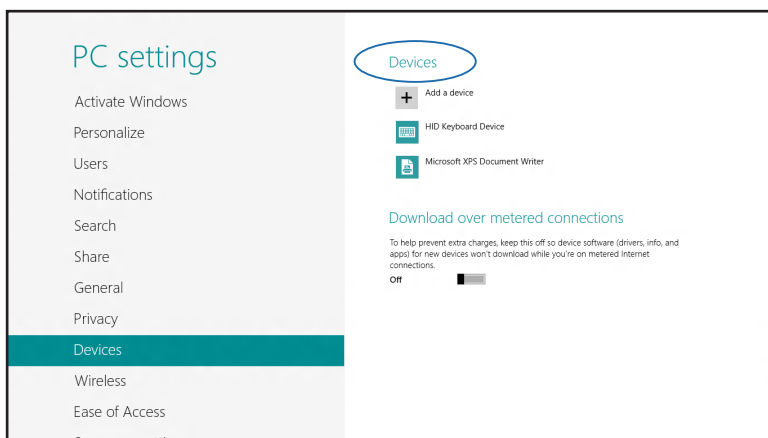 PC settings
Activate Windows
Personalize
Users
Notifications
Search
Share
General
Privacy
Devices
Wireless
Ease of Access
Devices
Add a device
HID Keyboard Device
Microsoft XPS Document Writer
Download over metered connections
To help prevent extra charges, keep this off so device software (drivers, info, and
apps) for new devices won't download while you're on metered Internet
connections.
Off